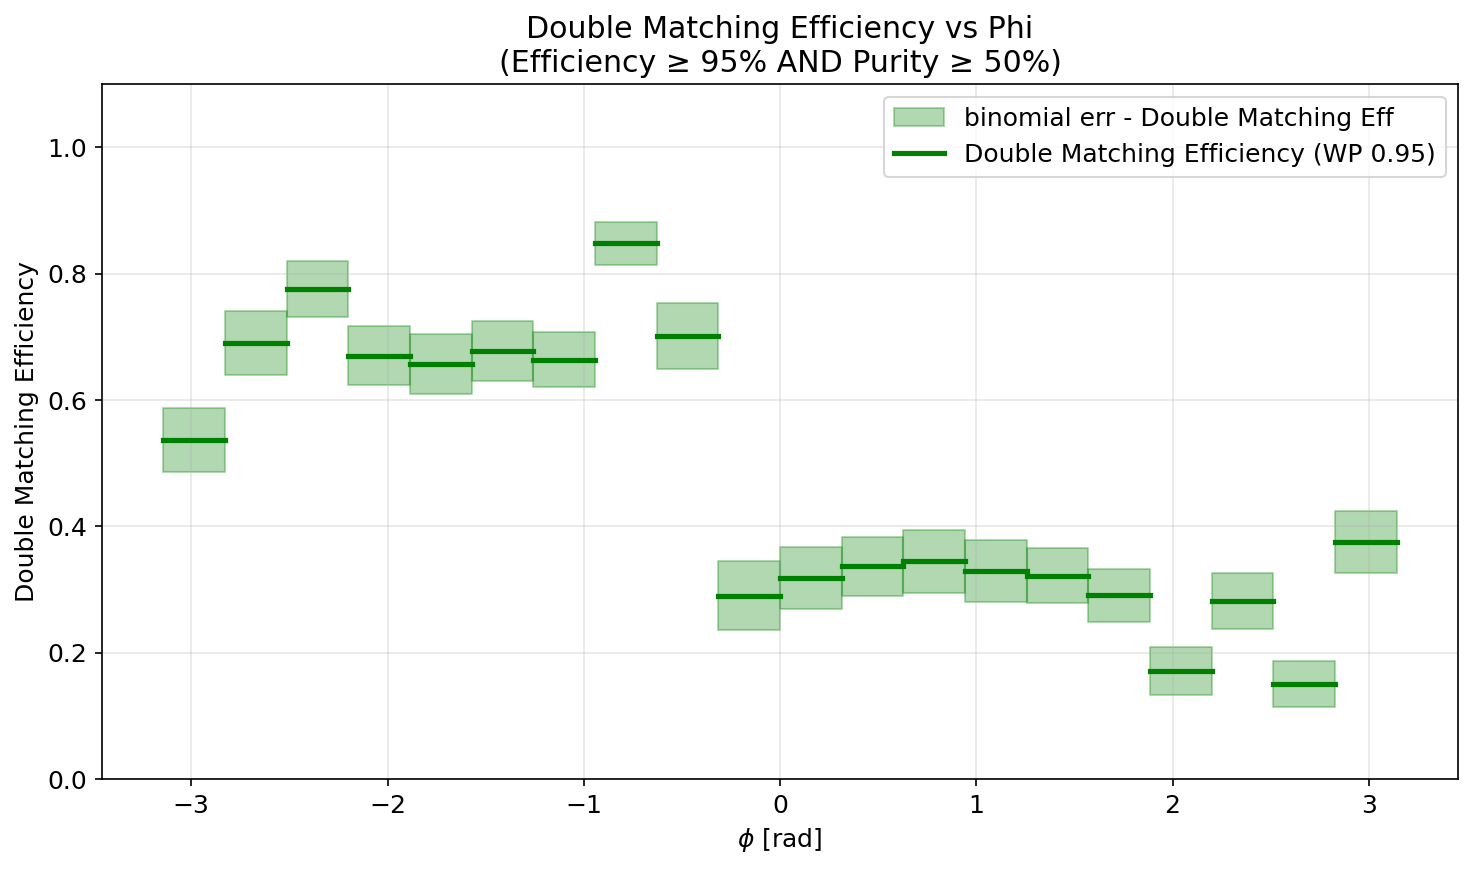 Double Matching Efficiency vs Phi
(Efficiency ≥ 95% AND Purity ≥ 50%)
binomial err - Double Matching Eff
Double Matching Efficiency (WP 0.95)
Double Matching Efficiency
1.0
0.8
0.6
0.4
0.2
0.0
−3
−2
−1
0
1
2
3
ϕ [rad]